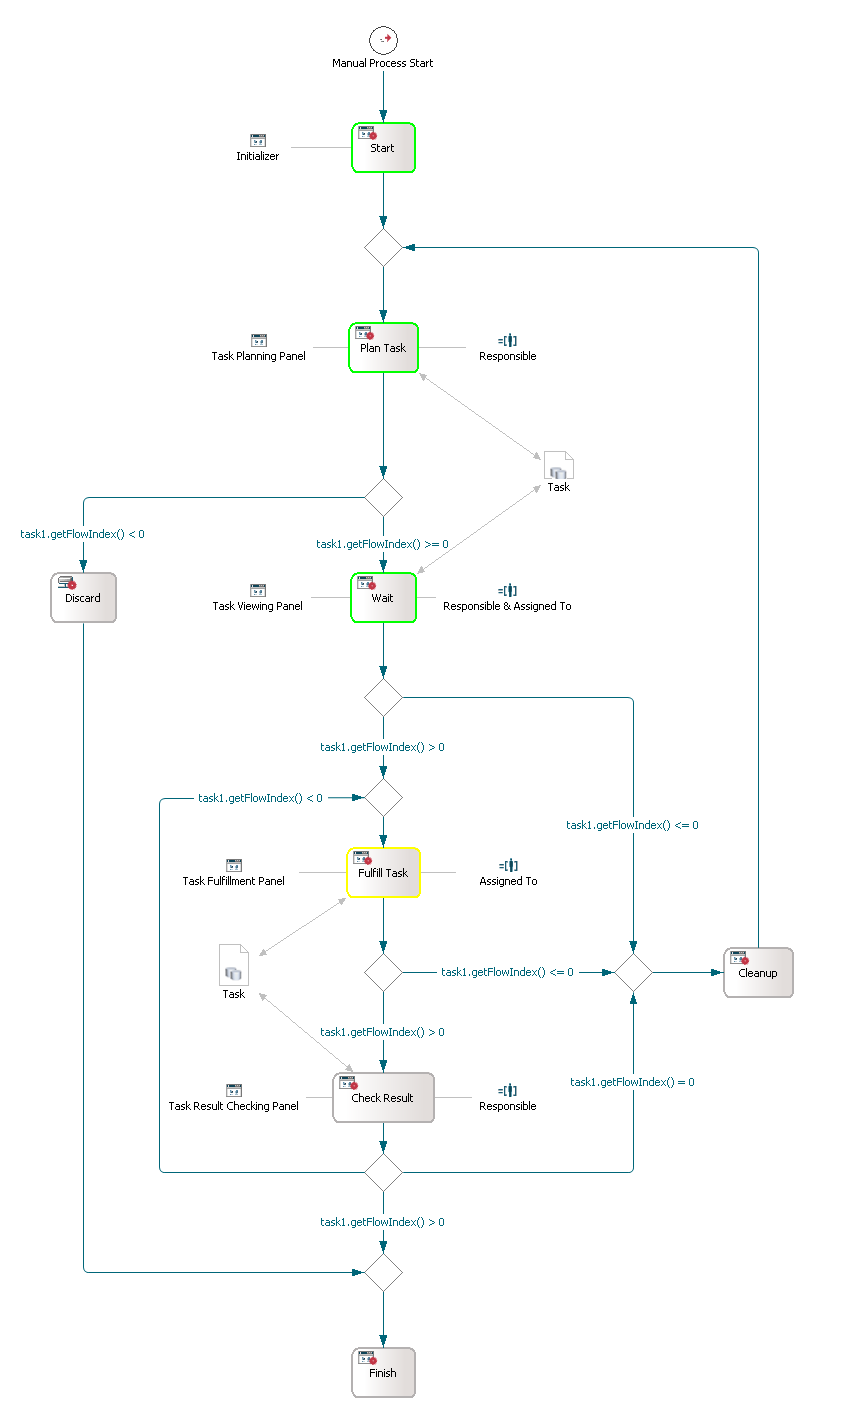 Manual Process Start
Start
Initializer
Plan Task
Task Planning Panel
Responsible
Task
task1.getFlowIndex() < 0
task1.getFlowIndex() >= 0
Discard
Wait
Task Viewing Panel
Responsible & Assigned To
task1.getFlowIndex() > 0
task1.getFlowIndex() < 0
task1.getFlowIndex() <= 0
Fulfill Task
Task Fulfillment Panel
Assigned To
task1.getFlowIndex() <= 0
Cleanup
Task
task1.getFlowIndex() > 0
task1.getFlowIndex() = 0
Check Result
Task Result Checking Panel
Responsible
task1.getFlowIndex() > 0
Finish